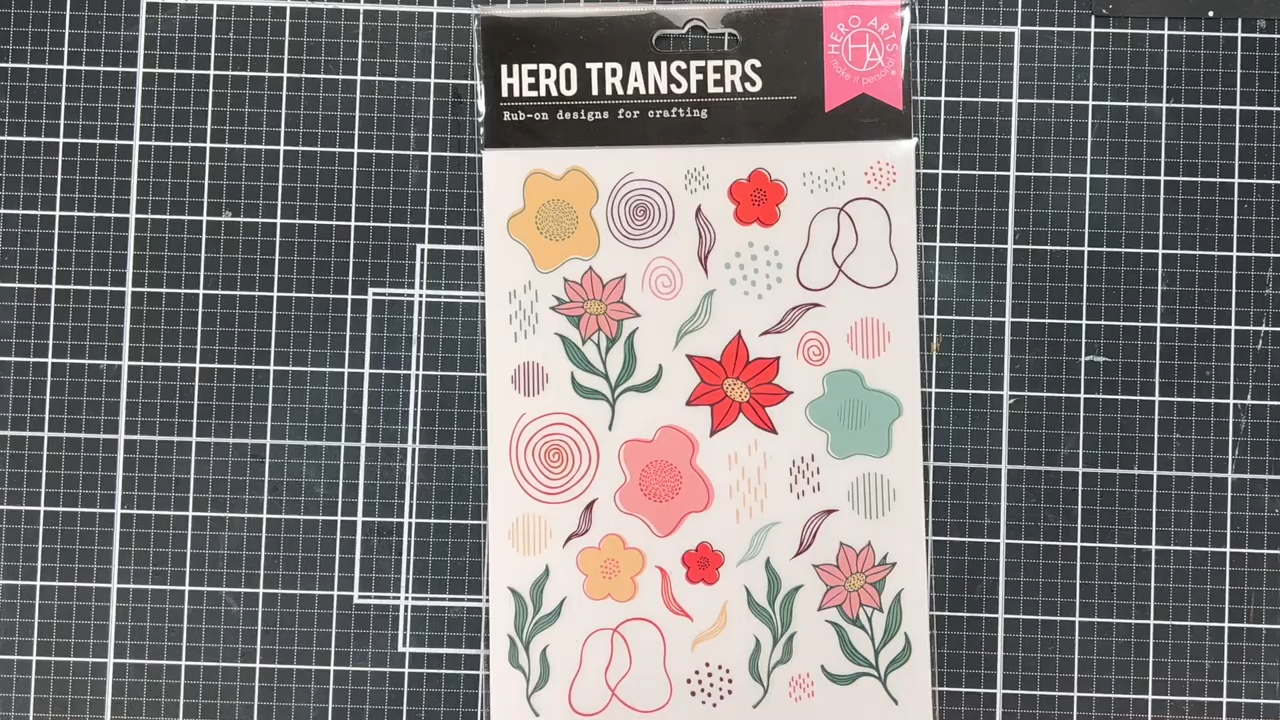 HERO TRANSFERS
Rub-on designs for crafting
HERO ARTS
HA
make it personal